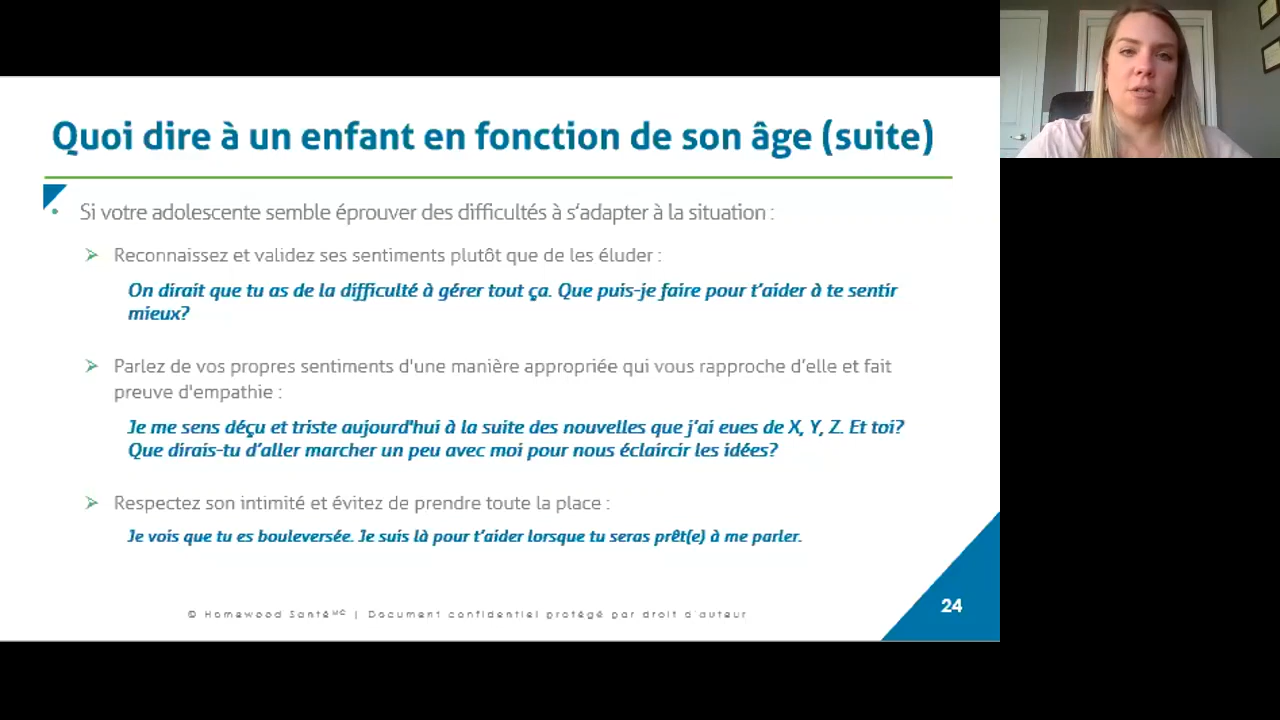 Quoi dire à un enfant en fonction de son âge (suite)
• Si votre adolescente semble éprouver des difficultés à s’adapter à la situation :
➢ Reconnaissez et validez ses sentiments plutôt que de les éluder :
On dirait que tu as de la difficulté à gérer tout ça. Que puis-je faire pour t’aider à te sentir
mieux?
➢ Parlez de vos propres sentiments d'une manière appropriée qui vous rapproche d’elle et fait
preuve d'empathie :
Je me sens déçu et triste aujourd'hui à la suite des nouvelles que j’ai eues de X, Y, Z. Et toi?
Que dirais-tu d’aller marcher un peu avec moi pour nous éclaircir les idées?
➢ Respectez son intimité et évitez de prendre toute la place :
Je vois que tu es bouleversée. Je suis là pour t’aider lorsque tu seras prêt(e) à me parler.
© Homewood Santé MC | Document confidentiel protégé par droit d'auteur
24